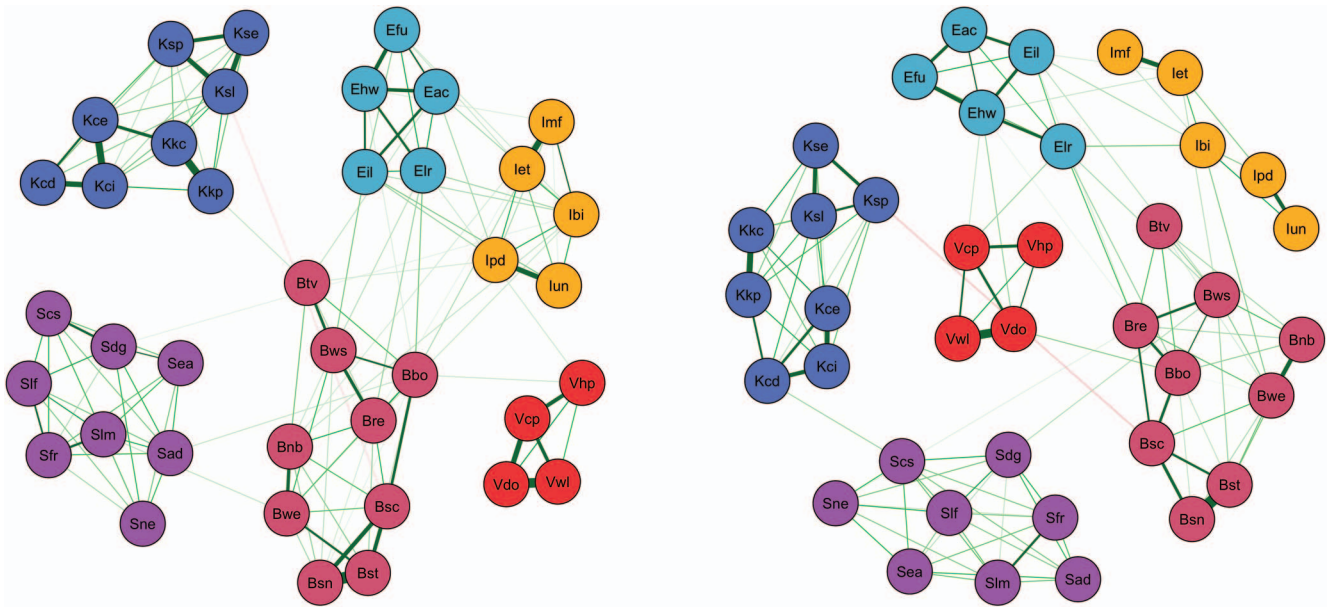 Ksp
Kse
Ksl
Kce
Kkc
Kcd
Kci
Kkp
Efu
Ehw
Eac
Eil
Elr
Imf
Iet
Ibi
Ipd
Iun
Btv
Bws
Bbo
Bre
Bnb
Bwe
Bsc
Bsn
Bst
Scs
Sdg
Sea
Slf
Slm
Sfr
Sad
Sne
Vhp
Vcp
Vdo
Vwl
Eac
Eil
Efu
Ehw
Elr
Imf
Iet
Ibi
Ipd
Iun
Kse
Ksp
Ksl
Kkc
Kkp
Kce
Kci
Kcd
Vcp
Vhp
Vwl
Vdo
Btv
Bws
Bre
Bnb
Bbo
Bwe
Bsc
Bst
Bsn
Scs
Sdg
Sne
Slf
Sfr
Sea
Slm
Sad